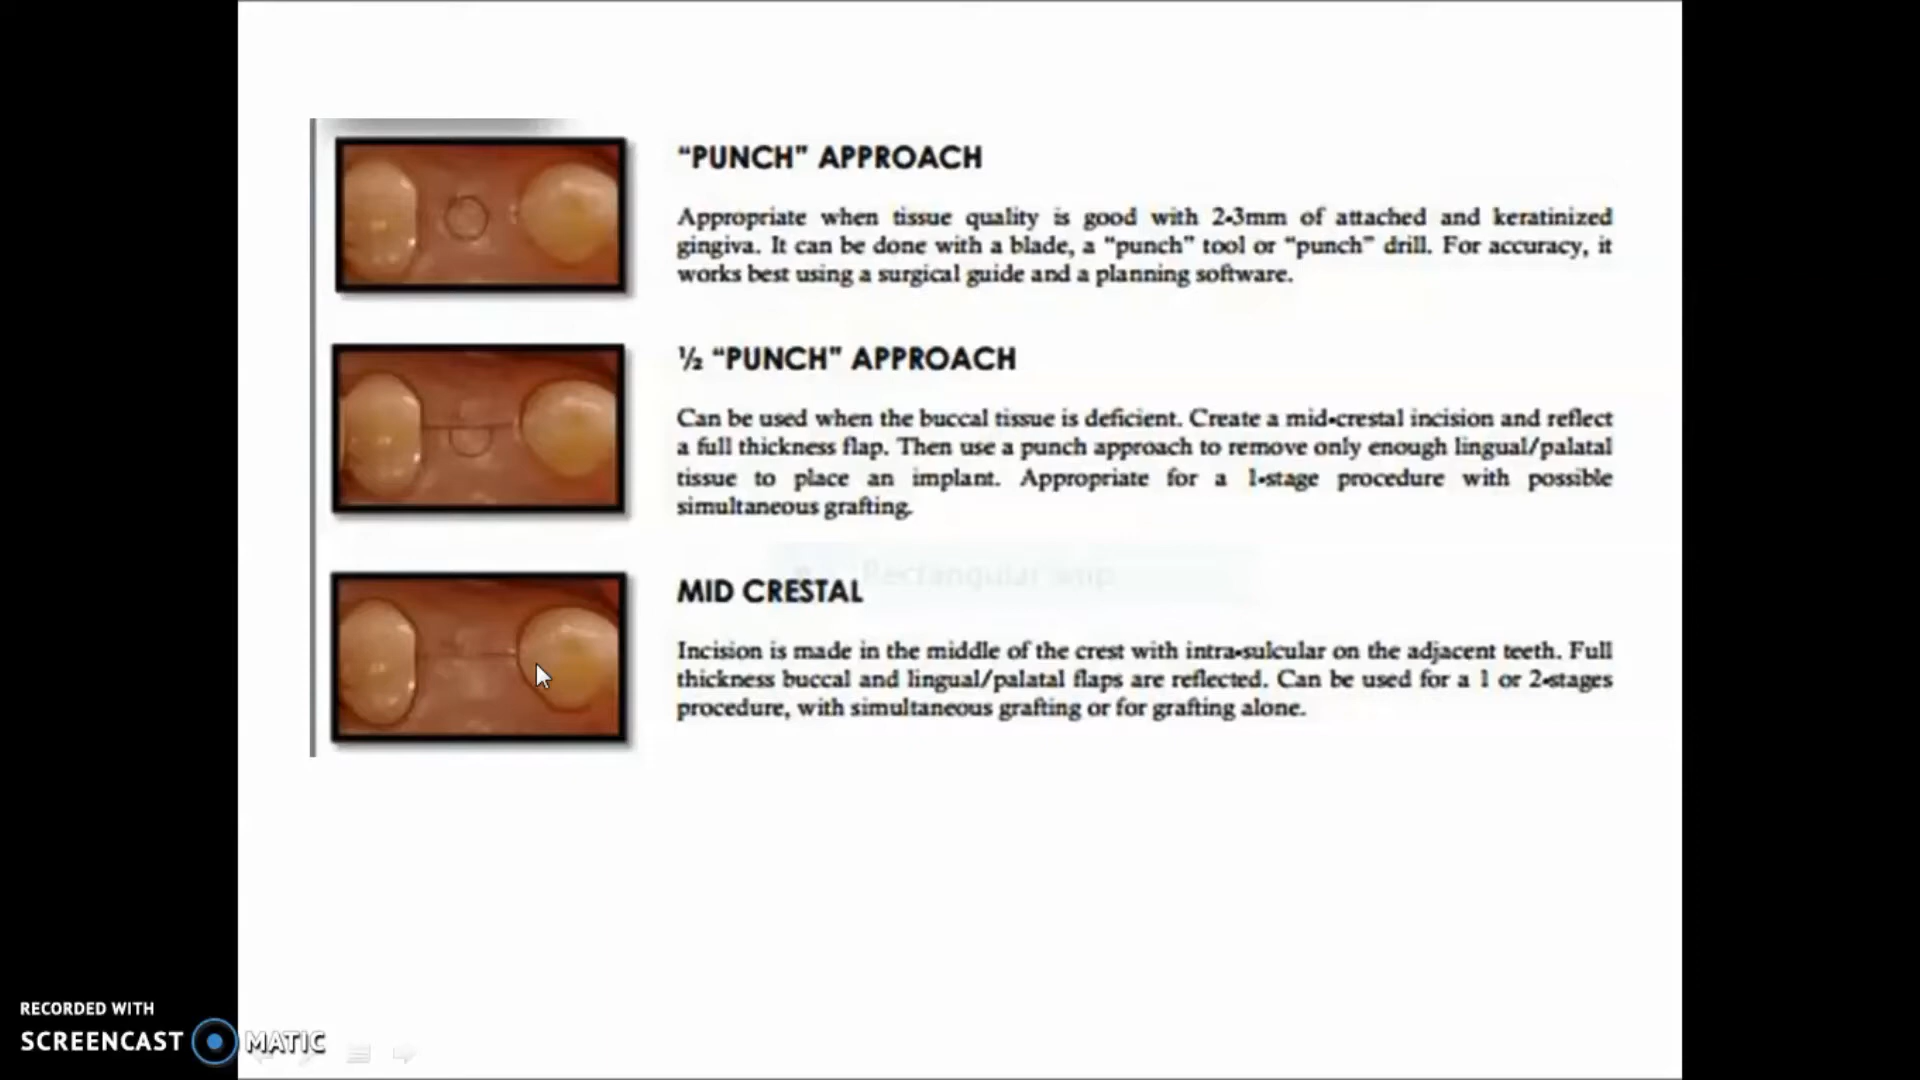 “PUNCH” APPROACH
Appropriate when tissue quality is good with 2-3mm of attached and keratinized
gingiva. It can be done with a blade, a “punch” tool or “punch” drill. For accuracy, it
works best using a surgical guide and a planning software.
½ “PUNCH” APPROACH
Can be used when the buccal tissue is deficient. Create a mid-crestal incision and reflect
a full thickness flap. Then use a punch approach to remove only enough lingual/palatal
tissue to place an implant. Appropriate for a 1-stage procedure with possible
simultaneous grafting.
Rectangular
MID CRESTAL
Incision is made in the middle of the crest with intra-sulcular on the adjacent teeth. Full
thickness buccal and lingual/palatal flaps are reflected. Can be used for a 1 or 2-stages
procedure, with simultaneous grafting or for grafting alone.
RECORDED WITH
SCREENCAST MATIC